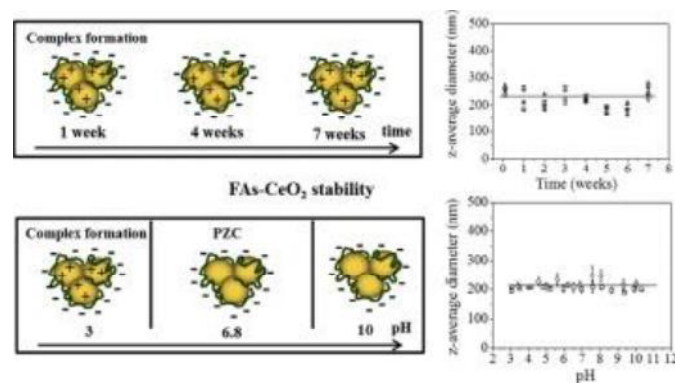 Complex formation
1 week 4 weeks 7 weeks time
z-average diameter (nm)
500
400
300
200
100
0 1 2 3 4 5 6 7 8
Time (weeks)
FAs-CeO₂ stability
Complex formation PZC
3 6.8 10 pH
z-average diameter (nm)
500
400
300
200
100
0
2 3 4 5 6 7 8 9 10 11 12
pH